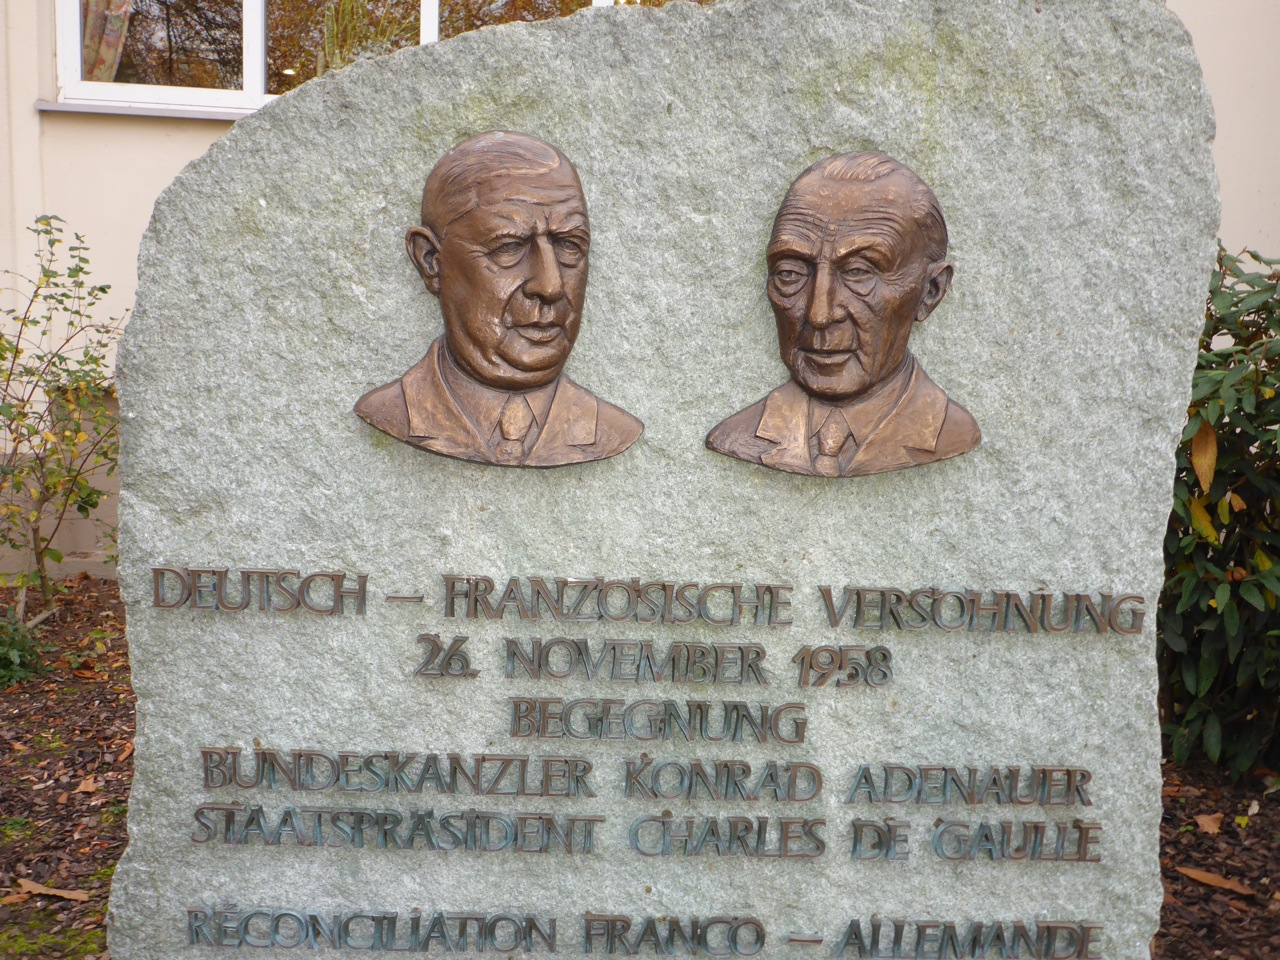 DEUTSCH – FRANZÖSISCHE VERSÖHNUNG
26 NOVEMBER 1958
BEGEGNUNG
BUNDESKANZLER KONRAD ADENAUER
STAATSPRÄSIDENT CHARLES DE GAULLE
RÉCONCILIATION FRANCO – ALLEMANDE